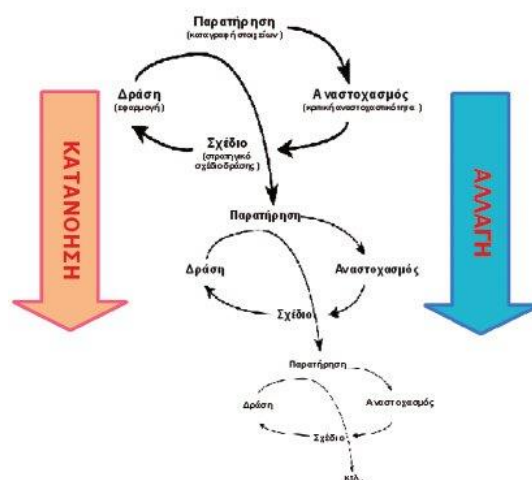 Παρατήρηση
(καταγραφή στοιχείων)
Δράση
(εφαρμογή)
Αναστοχασμός
(κριτική αναστοχαστικότητα )
Σχέδιο
(στρατηγικό
σχέδιο δράσης)
ΚΑΤΑΝΟΗΣΗ
ΑΛΛΑΓΗ
Παρατήρηση
Δράση
Αναστοχασμός
Σχέδιο
Παρατήρηση
Δράση
Αναστοχασμός
Σχέδιο
κτλ.